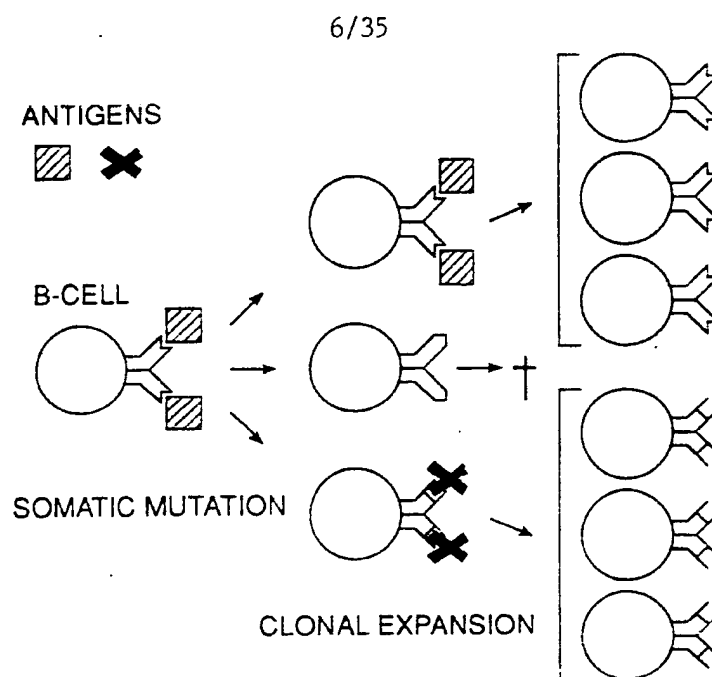 6/35
ANTIGENS
B-CELL
SOMATIC MUTATION
CLONAL EXPANSION